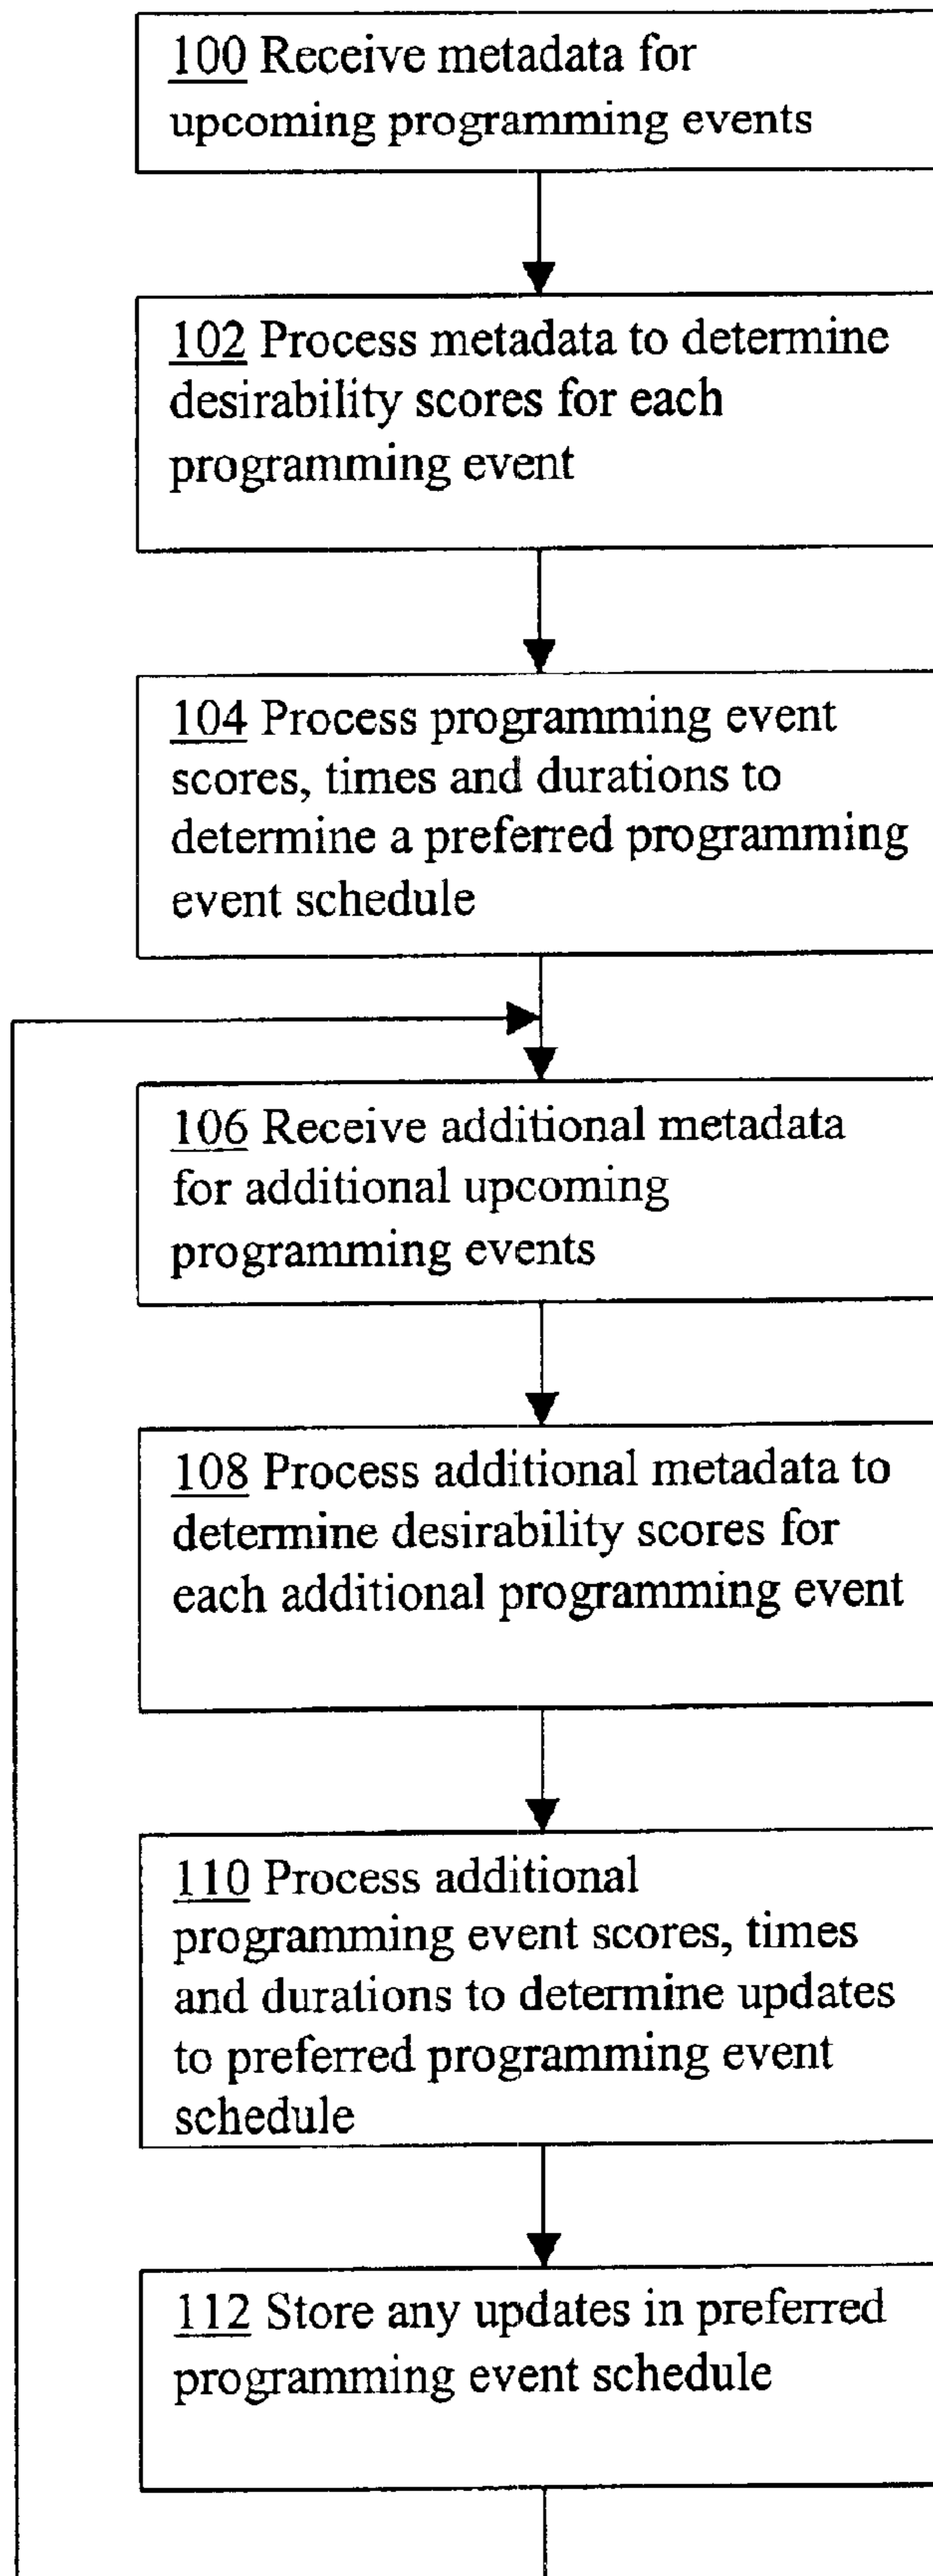 100 Receive metadata for
upcoming programming events
102 Process metadata to determine
desirability scores for each
programming event
104 Process programming event
scores, times and durations to
determine a preferred programming
event schedule
106 Receive additional metadata
for additional upcoming
programming events
108 Process additional metadata to
determine desirability scores for
each additional programming event
110 Process additional
programming event scores, times
and durations to determine updates
to preferred programming event
schedule
112 Store any updates in preferred
programming event schedule